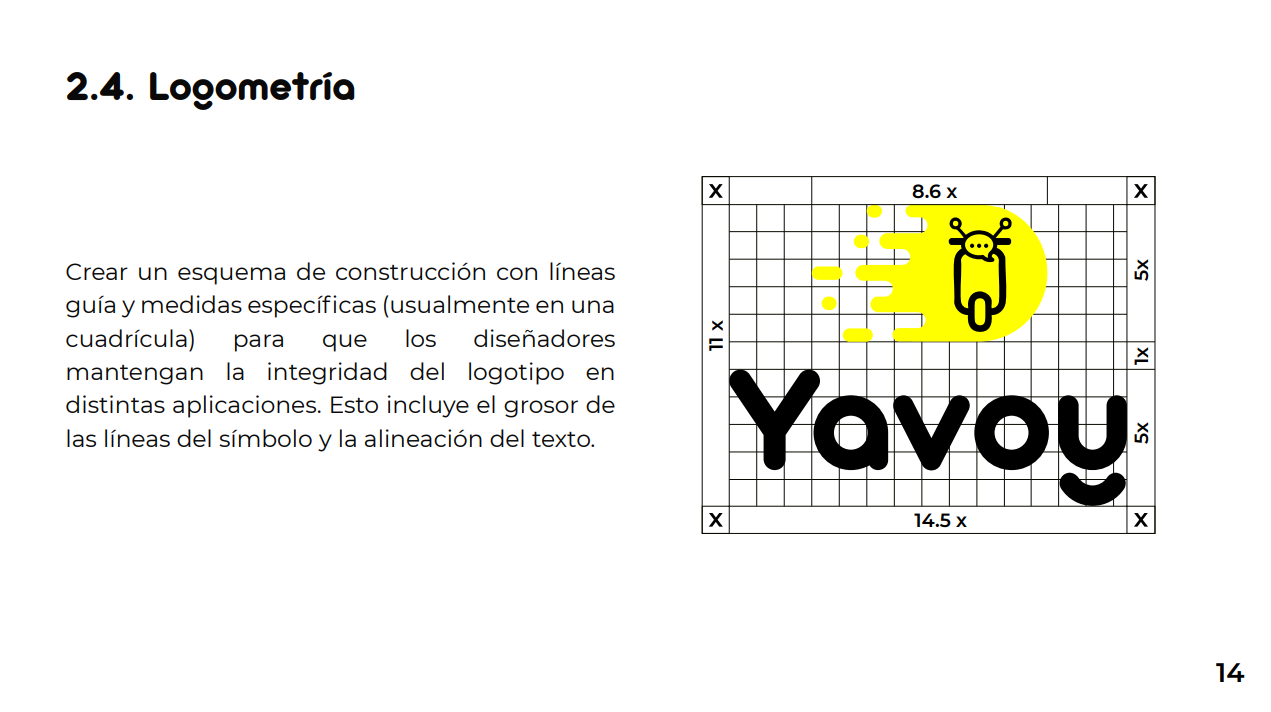 2.4. Logometría
Crear un esquema de construcción con líneas
guía y medidas específicas (usualmente en una
cuadrícula) para que los diseñadores
mantengan la integridad del logotipo en
distintas aplicaciones. Esto incluye el grosor de
las líneas del símbolo y la alineación del texto.
X 8.6 x X
11 x
5x
1x
5x
Yavoy
X 14.5 x X
14